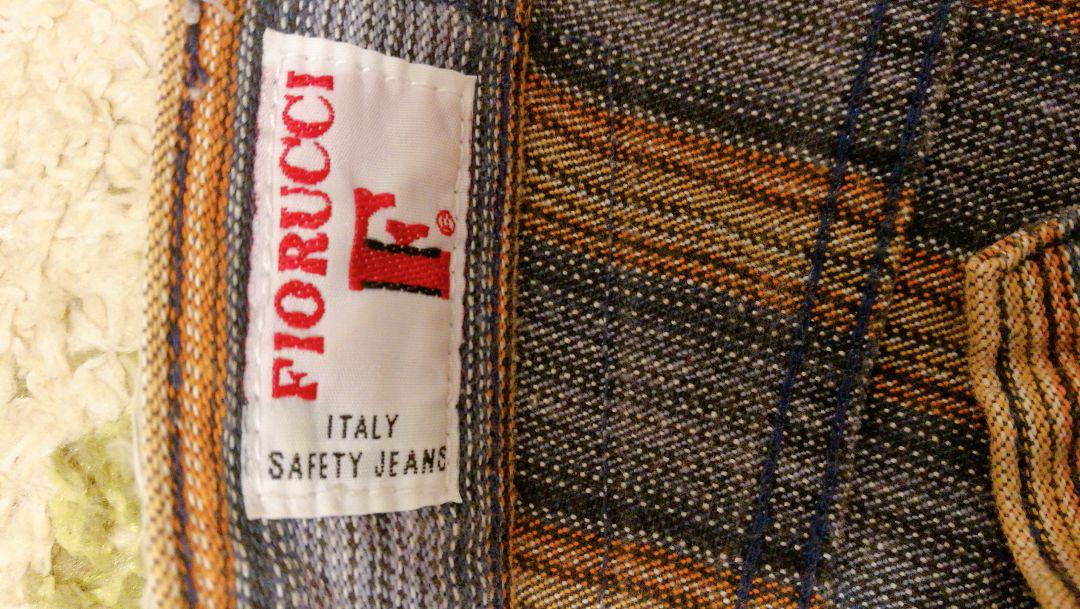 FIORUCCI
F®
ITALY
SAFETY JEANS